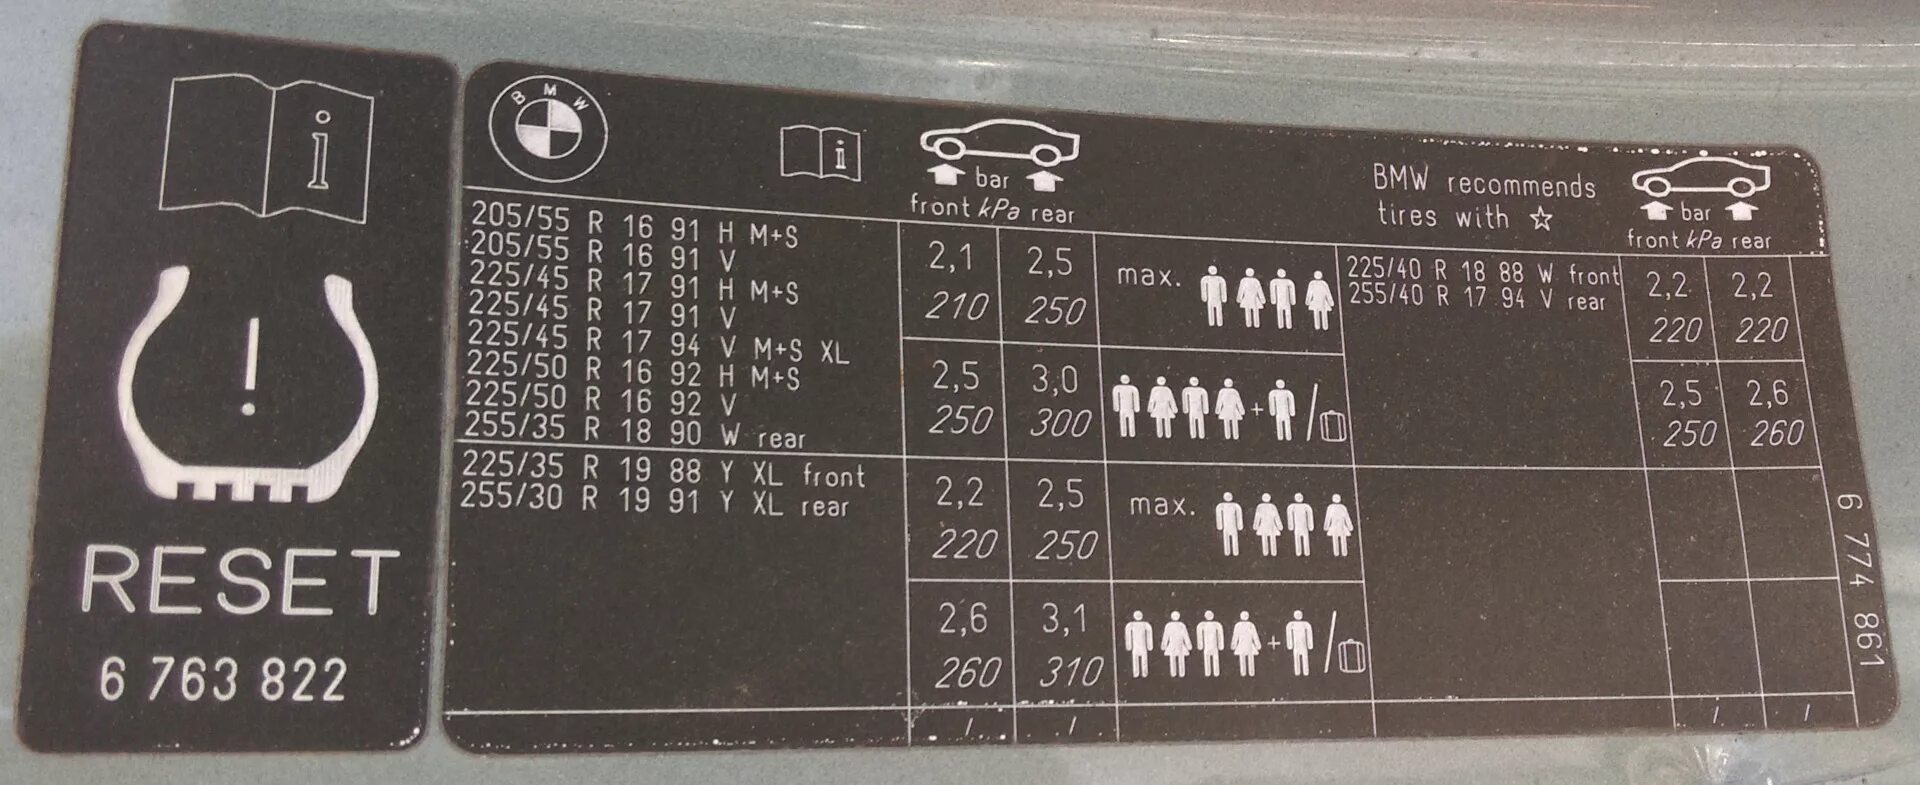 i
!
RESET
6 763 822
BMW
i
bar
front kPa rear
BMW recommends
tires with ☆
bar
front kPa rear
205/55 R 16 91 H M+S
205/55 R 16 91 V
225/45 R 17 91 H M+S
225/45 R 17 91 V
225/45 R 17 94 V M+S XL
225/50 R 16 92 H M+S
225/50 R 16 92 V
255/35 R 18 90 W rear
2,1 2,5
210 250
max.
2,5 3,0
250 300
+ /
225/40 R 18 88 W front
255/40 R 17 94 V rear
2,2 2,2
220 220
2,5 2,6
250 260
225/35 R 19 88 Y XL front
255/30 R 19 91 Y XL rear
2,2 2,5
220 250
max.
2,6 3,1
260 310
+ /
/ /
/ /
6 774 861